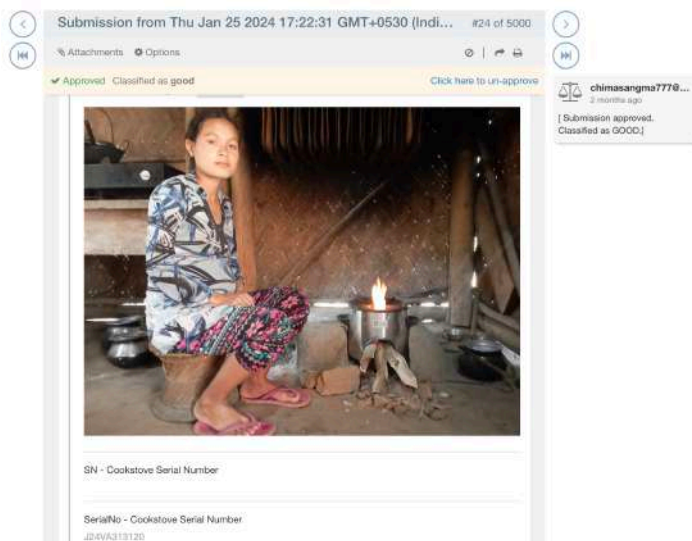 Submission from Thu Jan 25 2024 17:22:31 GMT+0530 (Indi... #24 of 5000
Attachments Options
Approved Classified as good Click here to un-approve
chimasangma777@...
2 months ago
[ Submission approved.
Classified as GOOD.]
SN - Cookstove Serial Number
SerialNo - Cookstove Serial Number
J24VA313120